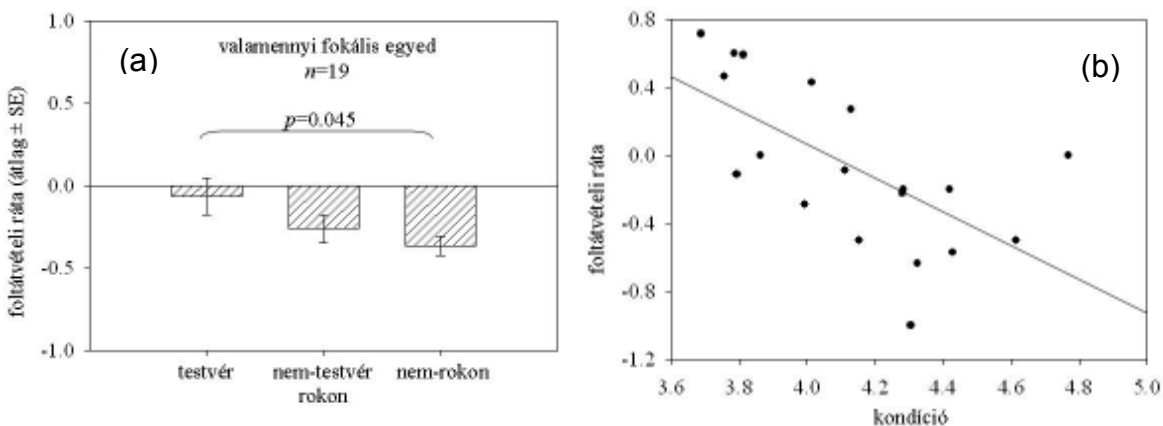 1.0
0.5
0.0
-0.5
-1.0
foltátvételi ráta (átlag ± SE)
(a)
valamennyi fokális egyed
n=19
p=0.045
testvér
nem-testvér
rokon
nem-rokon
0.8
0.4
0.0
-0.4
-0.8
-1.2
foltátvételi ráta
(b)
3.6 3.8 4.0 4.2 4.4 4.6 4.8 5.0
kondíció